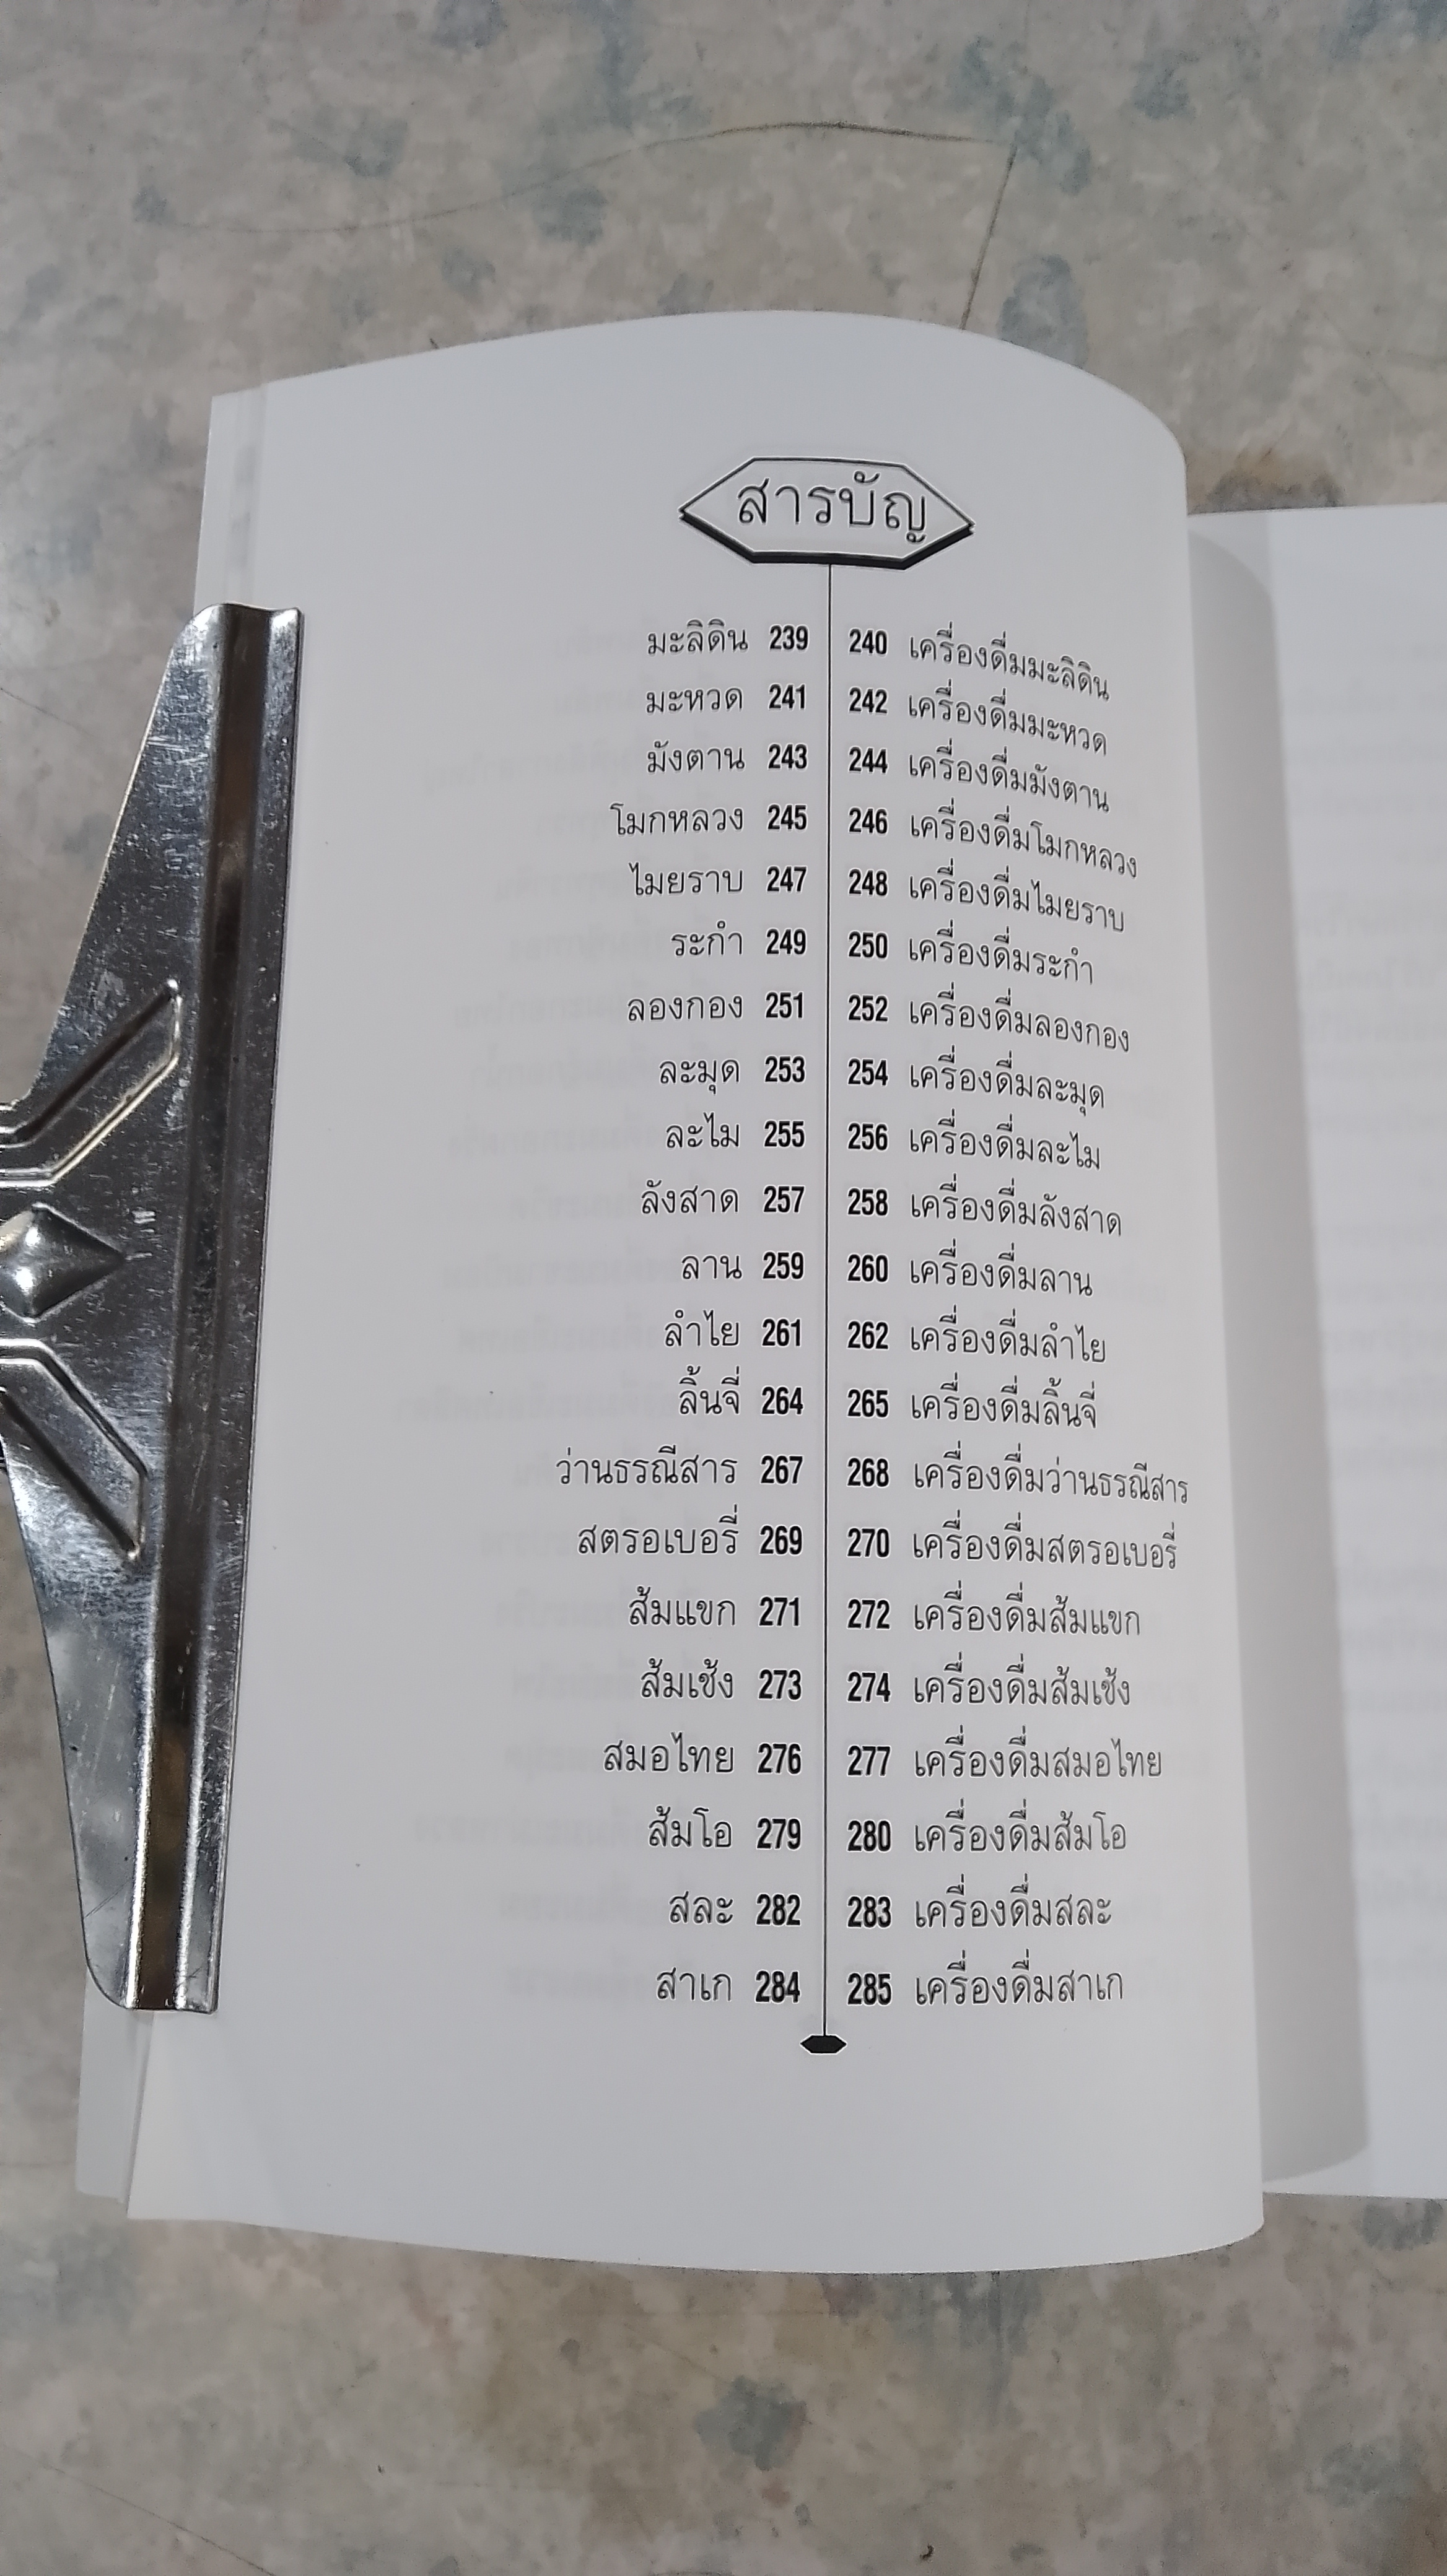 สารบัญ
มะลิดิน 239 240 เครื่องดื่มมะลิดิน
มะหวด 241 242 เครื่องดื่มมะหวด
มังตาน 243 244 เครื่องดื่มมังตาน
โมกหลวง 245 246 เครื่องดื่มโมกหลวง
ไมยราบ 247 248 เครื่องดื่มไมยราบ
ระกำ 249 250 เครื่องดื่มระกำ
ลองกอง 251 252 เครื่องดื่มลองกอง
ละมุด 253 254 เครื่องดื่มละมุด
ละไม 255 256 เครื่องดื่มละไม
ลังสาด 257 258 เครื่องดื่มลังสาด
ลาน 259 260 เครื่องดื่มลาน
ลำไย 261 262 เครื่องดื่มลำไย
ลิ้นจี่ 264 265 เครื่องดื่มลิ้นจี่
ว่านธรณีสาร 267 268 เครื่องดื่มว่านธรณีสาร
สตรอเบอรี่ 269 270 เครื่องดื่มสตรอเบอรี่
ส้มแขก 271 272 เครื่องดื่มส้มแขก
ส้มเช้ง 273 274 เครื่องดื่มส้มเช้ง
สมอไทย 276 277 เครื่องดื่มสมอไทย
ส้มโอ 279 280 เครื่องดื่มส้มโอ
สละ 282 283 เครื่องดื่มสละ
สาเก 284 285 เครื่องดื่มสาเก